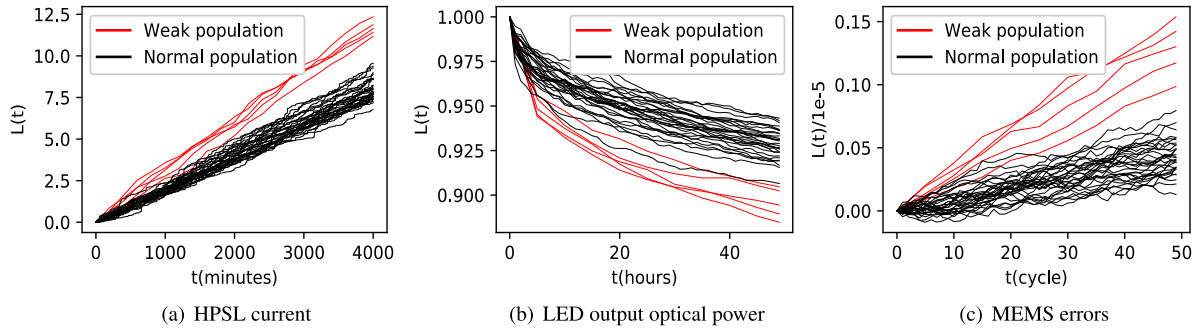 12.5
10.0
7.5
5.0
2.5
0.0
L(t)
Weak population
Normal population
0
1000
2000
3000
4000
t(minutes)
(a) HPSL current
1.000
0.975
0.950
0.925
0.900
L(t)
Weak population
Normal population
0
20
40
t(hours)
(b) LED output optical power
0.15
0.10
0.05
0.00
L(t)/1e-5
Weak population
Normal population
0
10
20
30
40
50
t(cycle)
(c) MEMS errors